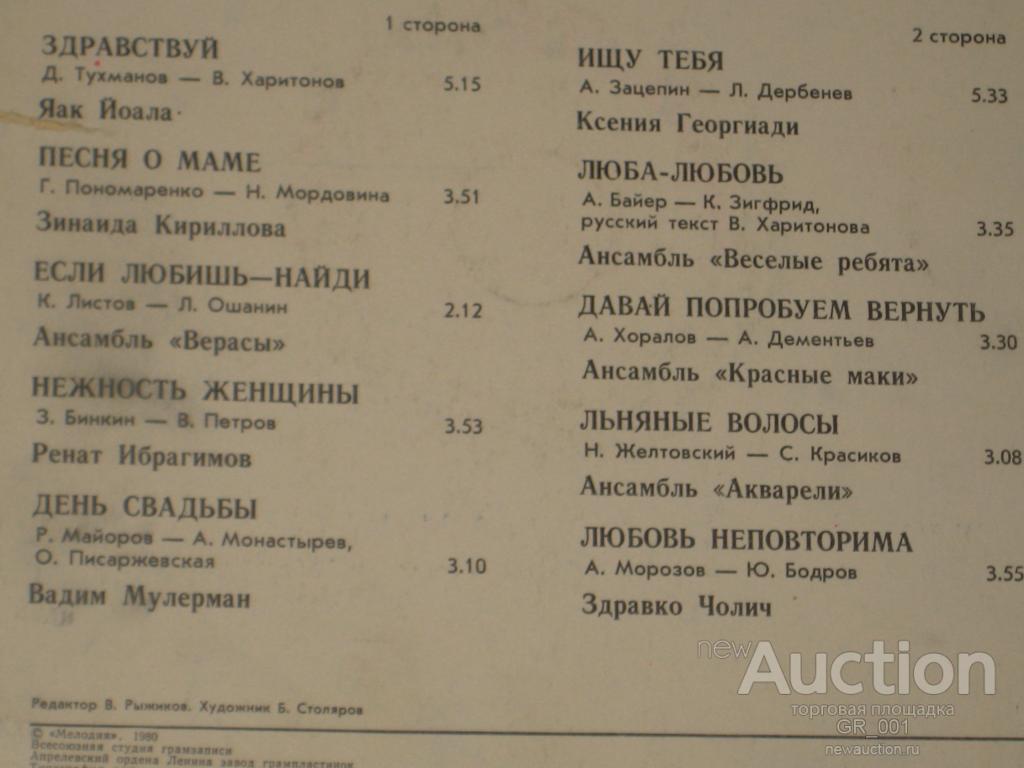 1 сторона
ЗДРАВСТВУЙ
Д. Тухманов — В. Харитонов 5.15
Яак Йоала
ПЕСНЯ О МАМЕ
Г. Пономаренко — Н. Мордовина 3.51
Зинаида Кириллова
ЕСЛИ ЛЮБИШЬ—НАЙДИ
К. Листов — Л. Ошанин 2.12
Ансамбль «Верасы»
НЕЖНОСТЬ ЖЕНЩИНЫ
З. Бинкин — В. Петров 3.53
Ренат Ибрагимов
ДЕНЬ СВАДЬБЫ
Р. Майоров — А. Монастырев,
О. Писаржевская 3.10
Вадим Мулерман
2 сторона
ИЩУ ТЕБЯ
А. Зацепин — Л. Дербенев 5.33
Ксения Георгиади
ЛЮБА-ЛЮБОВЬ
А. Байер — К. Зигфрид,
русский текст В. Харитонова 3.35
Ансамбль «Веселые ребята»
ДАВАЙ ПОПРОБУЕМ ВЕРНУТЬ
А. Хоралов — А. Дементьев 3.30
Ансамбль «Красные маки»
ЛЬНЯНЫЕ ВОЛОСЫ
Н. Желтовский — С. Красиков 3.08
Ансамбль «Акварели»
ЛЮБОВЬ НЕПОВТОРИМА
А. Морозов — Ю. Бодров 3.55
Здравко Чолич
Редактор В. Рыжиков. Художник Б. Столяров
© «Мелодия», 1980
Всесоюзная студия грамзаписи
Апрелевский ордена Ленина завод грампластинок
newAuction
торговая площадка
GR_001
newauction.ru